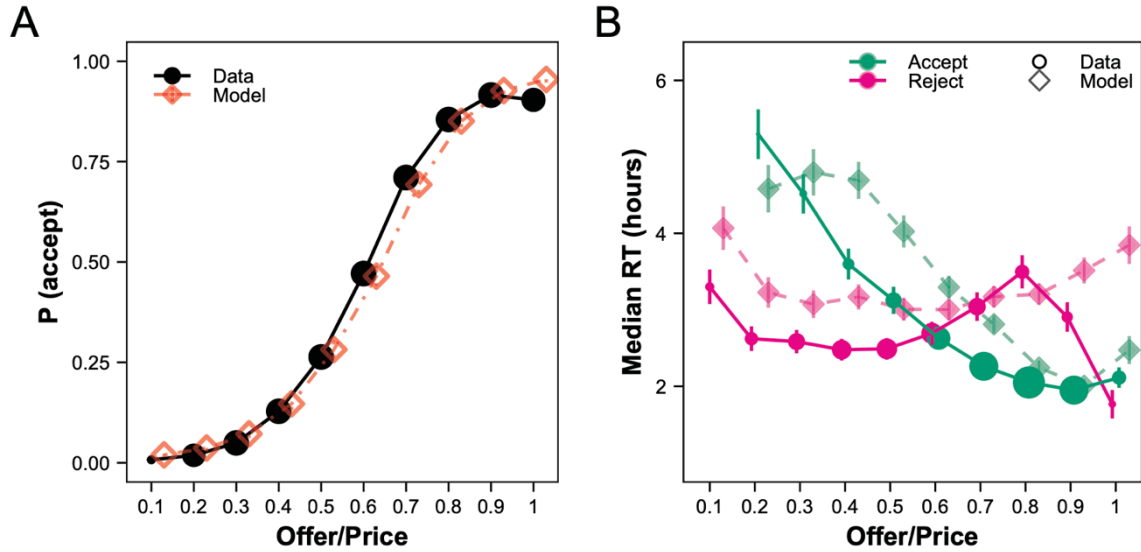 A
P (accept)
1.00
0.75
0.50
0.25
0.00
Data
Model
0.1 0.2 0.3 0.4 0.5 0.6 0.7 0.8 0.9 1
Offer/Price
B
Median RT (hours)
6
4
2
Accept
Reject
Data
Model
0.1 0.2 0.3 0.4 0.5 0.6 0.7 0.8 0.9 1
Offer/Price